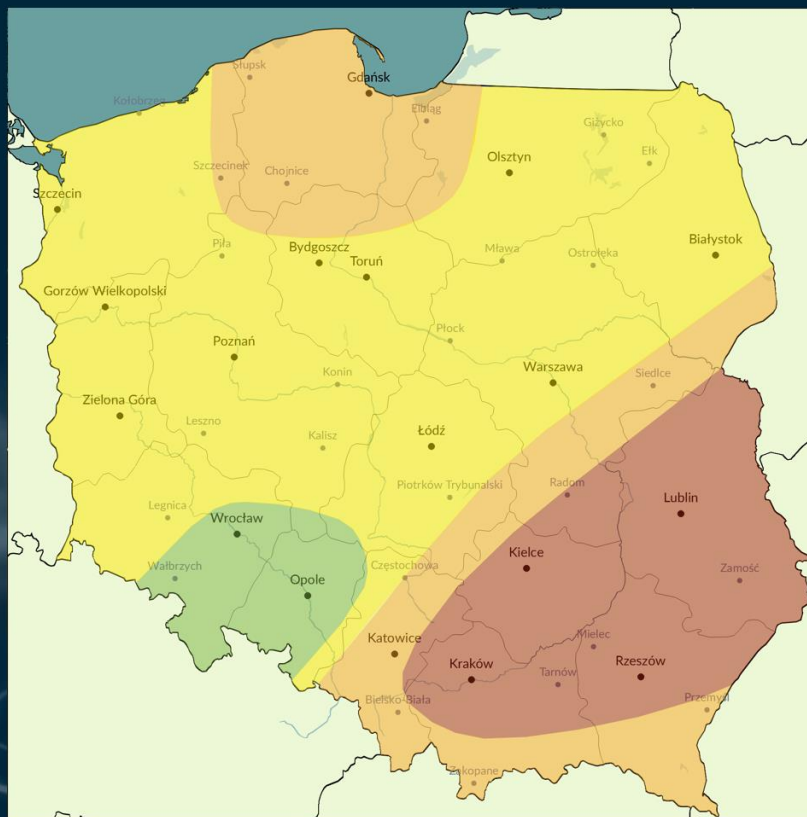 Słupsk
Gdańsk
Kołobrzeg
Elbląg
Giżycko
Ełk
Olsztyn
Szczecinek
Chojnice
Szczecin
Białystok
Piła
Bydgoszcz
Toruń
Mława
Ostrołęka
Gorzów Wielkopolski
Płock
Poznań
Warszawa
Konin
Siedlce
Zielona Góra
Leszno
Kalisz
Łódź
Piotrków Trybunalski
Radom
Legnica
Lublin
Wrocław
Kielce
Wałbrzych
Opole
Częstochowa
Zamość
Katowice
Mielec
Kraków
Tarnów
Rzeszów
Bielsko-Biała
Przemyśl
Zakopane